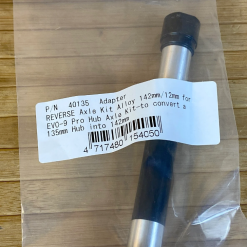 P/N 40135 Adapter
REVERSE Axle Kit Alloy 142mm/12mm for
EVO-9 Pro Hub Axle Kit-to convert a
135mm Hub into 142mm
4 717480 154050